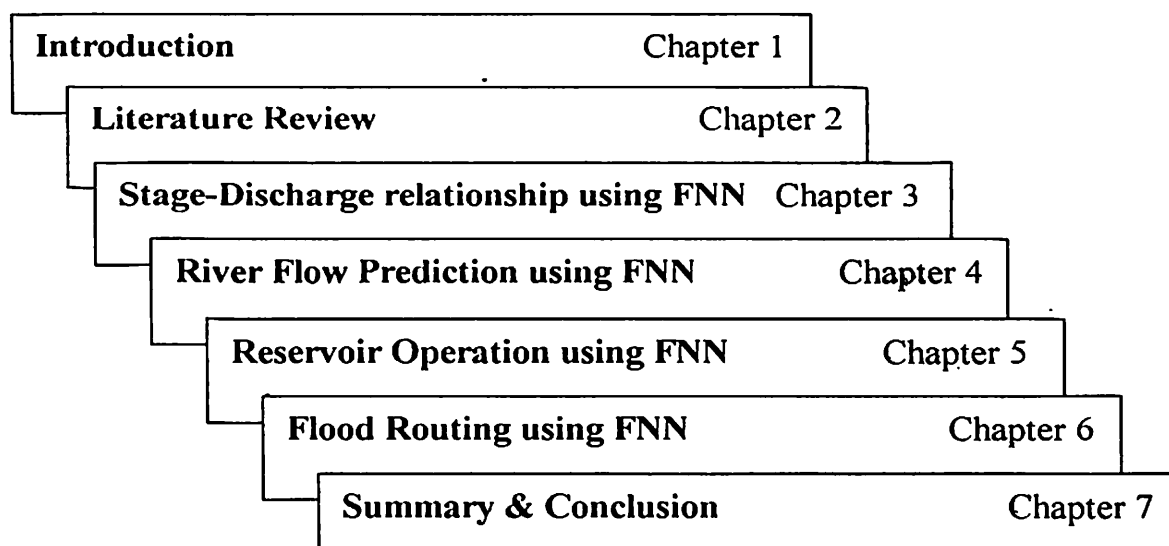 Introduction Chapter 1
Literature Review Chapter 2
Stage-Discharge relationship using FNN Chapter 3
River Flow Prediction using FNN Chapter 4
Reservoir Operation using FNN Chapter 5
Flood Routing using FNN Chapter 6
Summary & Conclusion Chapter 7